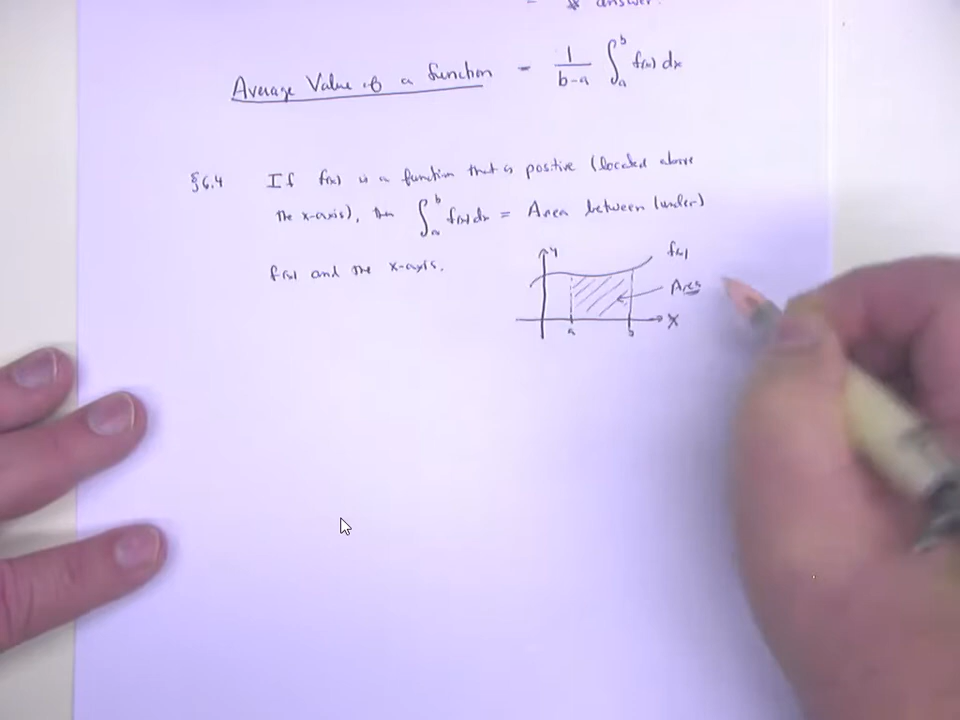 = * answer.
Average Value of a function - 1/(b-a) ∫_a^b f(x) dx
§6.4 If f(x) is a function that is positive (located above
the x-axis), then ∫_a^b f(x) dx = Area between (under)
f(x) and the x-axis.
y f(x)
Area
x
a b